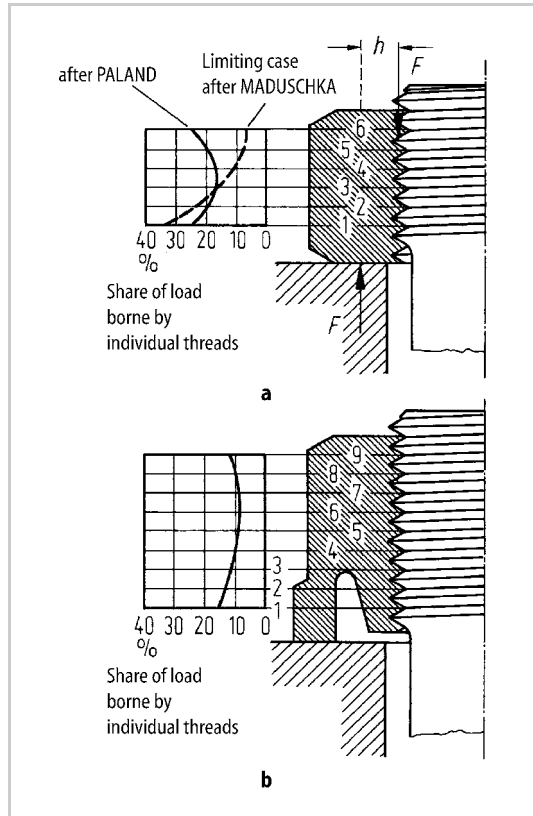 after PALAND
Limiting case
after MADUSCHKA
h
F
6
5
4
3
2
1
40 30 20 10 0
%
Share of load
borne by
individual threads
F
a
9
8
7
6
5
4
3
2
1
40 30 20 10 0
%
Share of load
borne by
individual threads
b